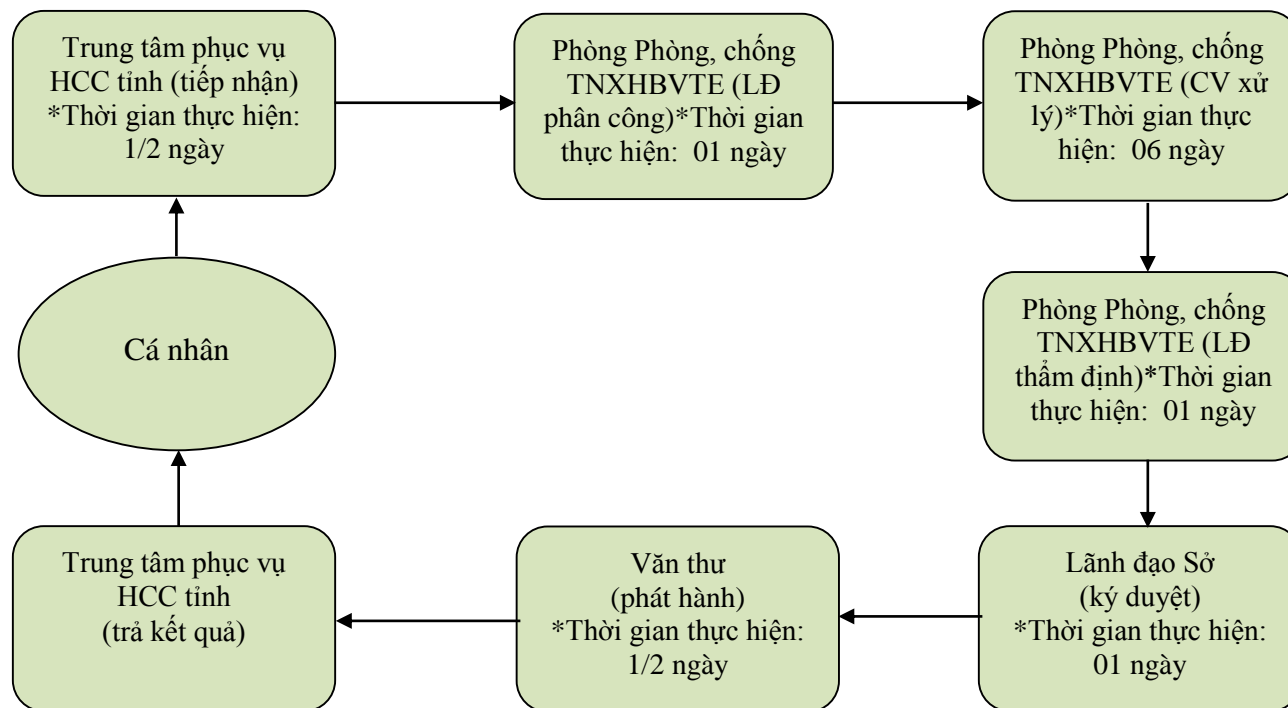 Trung tâm phục vụ
HCC tỉnh (tiếp nhận)
*Thời gian thực hiện:
1/2 ngày
Phòng Phòng, chống
TNXHBVTE (LĐ
phân công)*Thời gian
thực hiện:  01 ngày
Phòng Phòng, chống
TNXHBVTE (CV xử
lý)*Thời gian thực
hiện:  06 ngày
Phòng Phòng, chống
TNXHBVTE (LĐ
thẩm định)*Thời gian
thực hiện:  01 ngày
Lãnh đạo Sở
(ký duyệt)
*Thời gian thực hiện:
01 ngày
Văn thư
(phát hành)
*Thời gian thực hiện:
1/2 ngày
Trung tâm phục vụ
HCC tỉnh
(trả kết quả)
Cá nhân